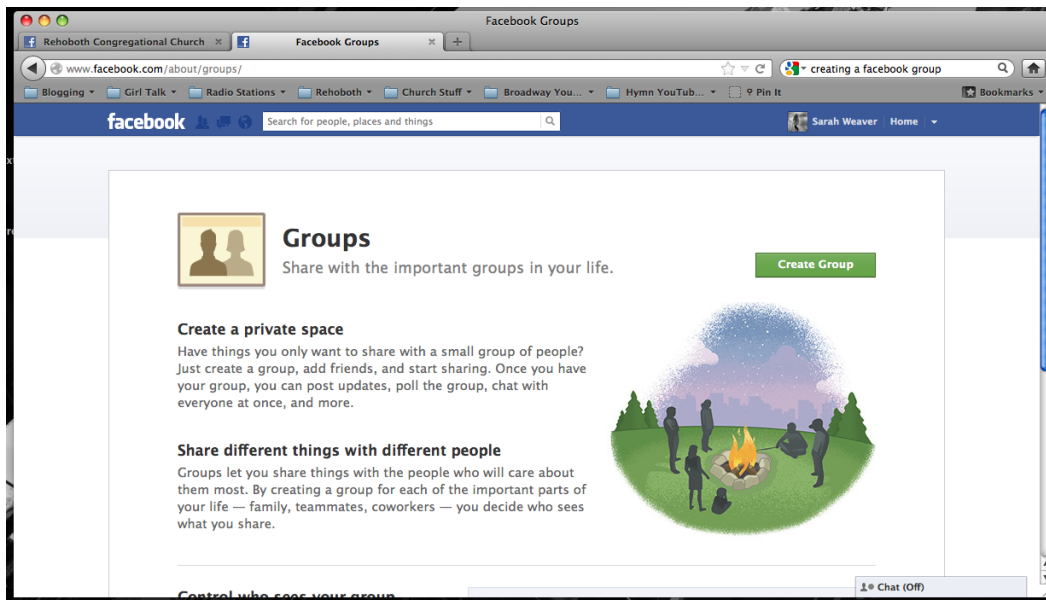 Facebook Groups
Rehoboth Congregational Church
Facebook Groups
www.facebook.com/about/groups/
creating a facebook group
Blogging
Girl Talk
Radio Stations
Rehoboth
Church Stuff
Broadway You...
Hymn YouTub...
Pin It
Bookmarks
facebook
Search for people, places and things
Sarah Weaver
Home
Groups
Share with the important groups in your life.
Create Group
Create a private space
Have things you only want to share with a small group of people?
Just create a group, add friends, and start sharing. Once you have
your group, you can post updates, poll the group, chat with
everyone at once, and more.
Share different things with different people
Groups let you share things with the people who will care about
them most. By creating a group for each of the important parts of
your life — family, teammates, coworkers — you decide who sees
what you share.
Control who sees your group
Chat (Off)